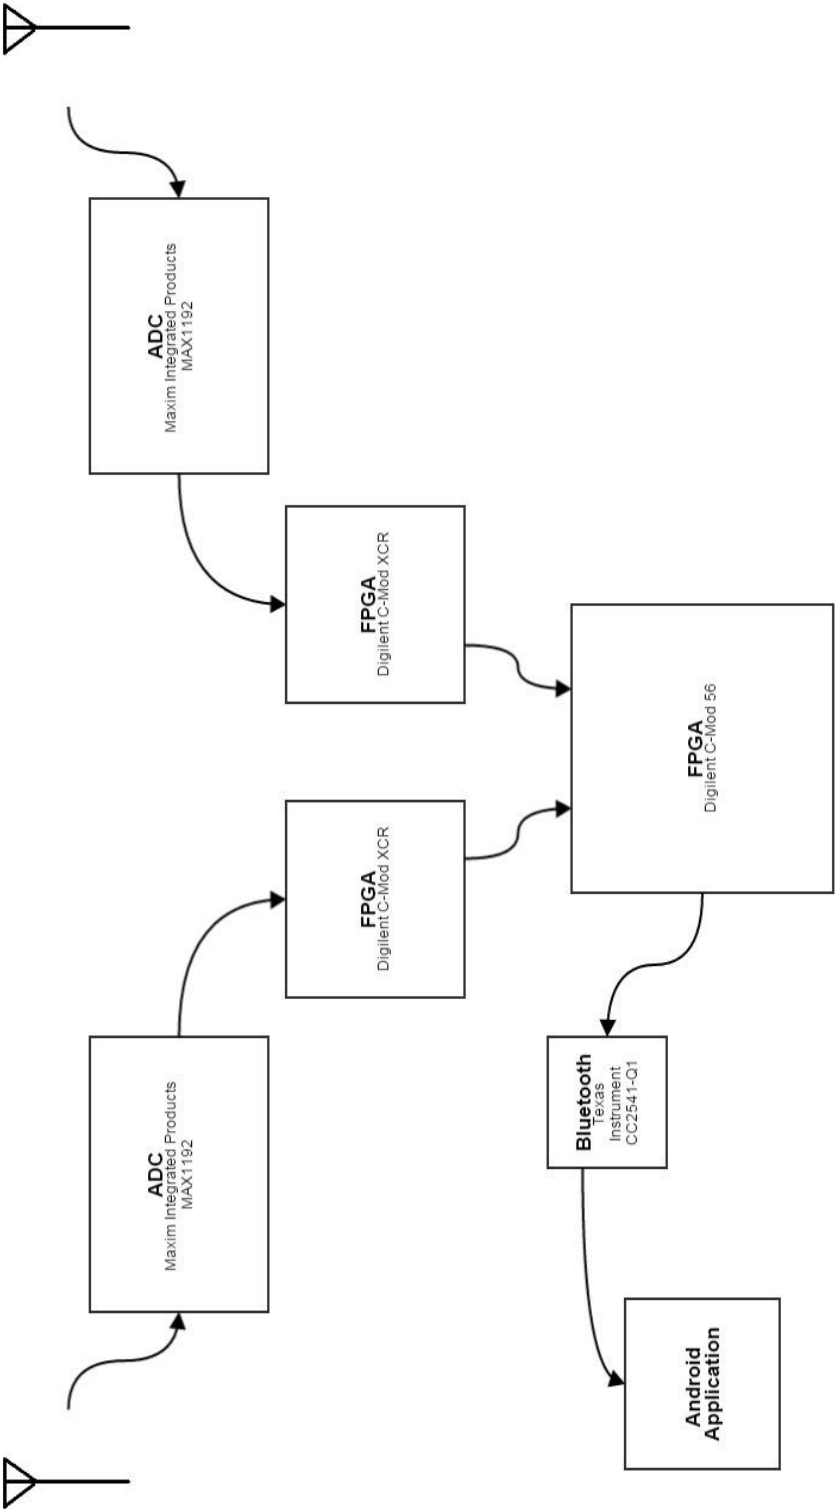 ADC
Maxim Integrated Products
MAX1192
FPGA
Digilent C-Mod XCR
FPGA
Digilent C-Mod 56
FPGA
Digilent C-Mod XCR
ADC
Maxim Integrated Products
MAX1192
Bluetooth
Texas
Instrument
CC2541-Q1
Android
Application